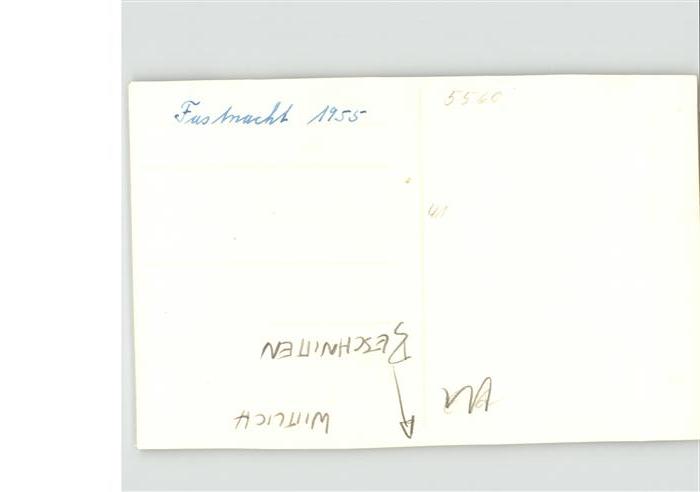 Fastnacht 1955
5560
41
BESCHNITTEN
WITTLICH